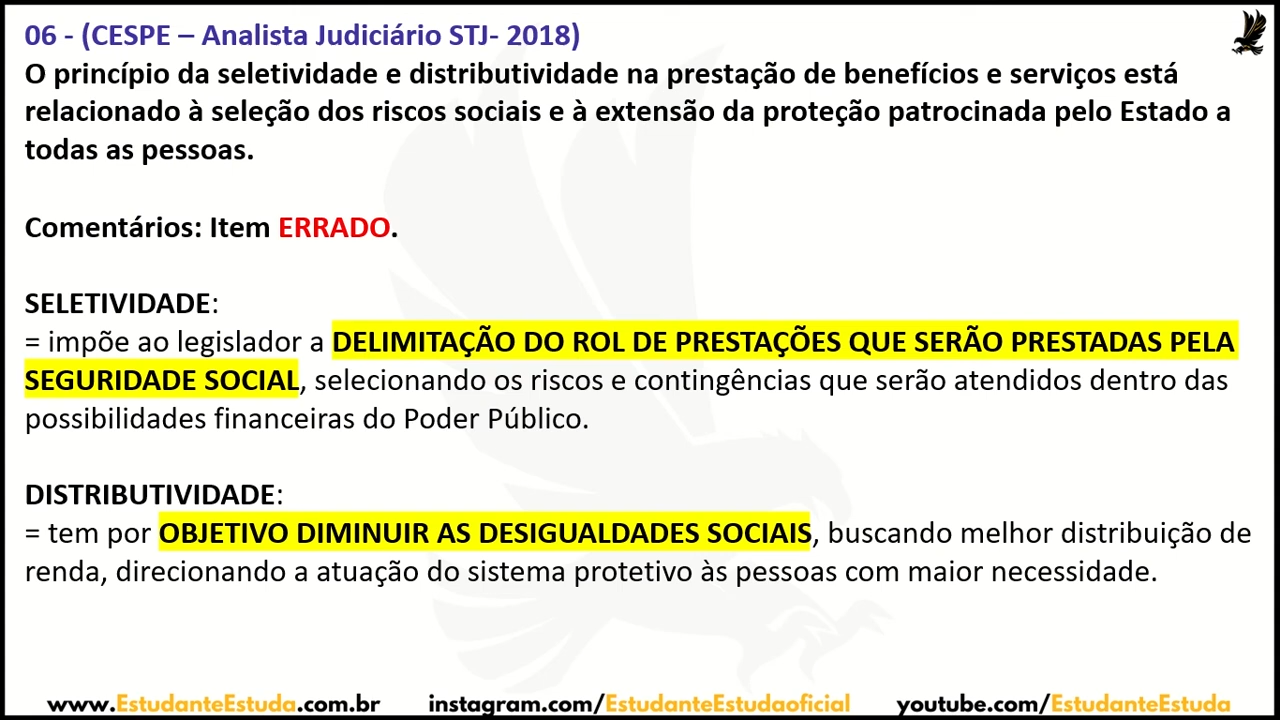 06 - (CESPE – Analista Judiciário STJ- 2018)
O princípio da seletividade e distributividade na prestação de benefícios e serviços está
relacionado à seleção dos riscos sociais e à extensão da proteção patrocinada pelo Estado a
todas as pessoas.
Comentários: Item ERRADO.
SELETIVIDADE:
= impõe ao legislador a DELIMITAÇÃO DO ROL DE PRESTAÇÕES QUE SERÃO PRESTADAS PELA
SEGURIDADE SOCIAL, selecionando os riscos e contingências que serão atendidos dentro das
possibilidades financeiras do Poder Público.
DISTRIBUTIVIDADE:
= tem por OBJETIVO DIMINUIR AS DESIGUALDADES SOCIAIS, buscando melhor distribuição de
renda, direcionando a atuação do sistema protetivo às pessoas com maior necessidade.
www.EstudanteEstuda.com.br instagram.com/EstudanteEstudaoficial youtube.com/EstudanteEstuda